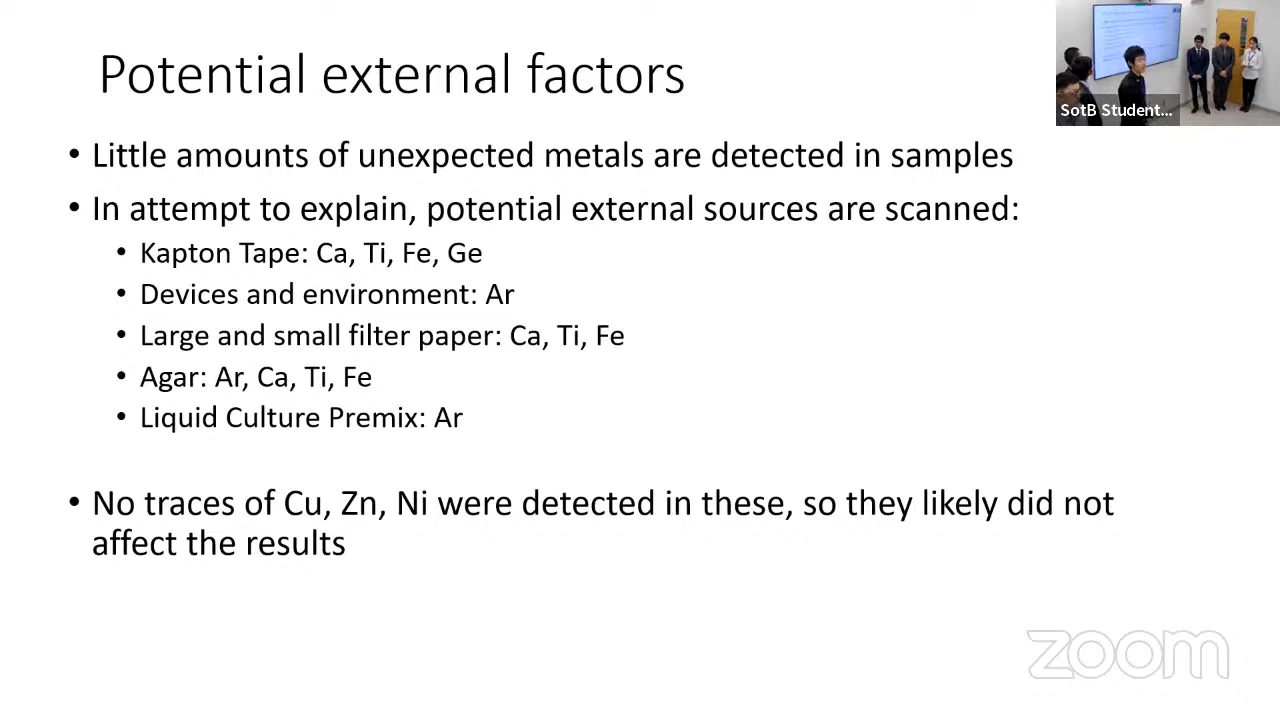 Potential external factors
SotB Student...
• Little amounts of unexpected metals are detected in samples
• In attempt to explain, potential external sources are scanned:
• Kapton Tape: Ca, Ti, Fe, Ge
• Devices and environment: Ar
• Large and small filter paper: Ca, Ti, Fe
• Agar: Ar, Ca, Ti, Fe
• Liquid Culture Premix: Ar
• No traces of Cu, Zn, Ni were detected in these, so they likely did not
affect the results
zoom